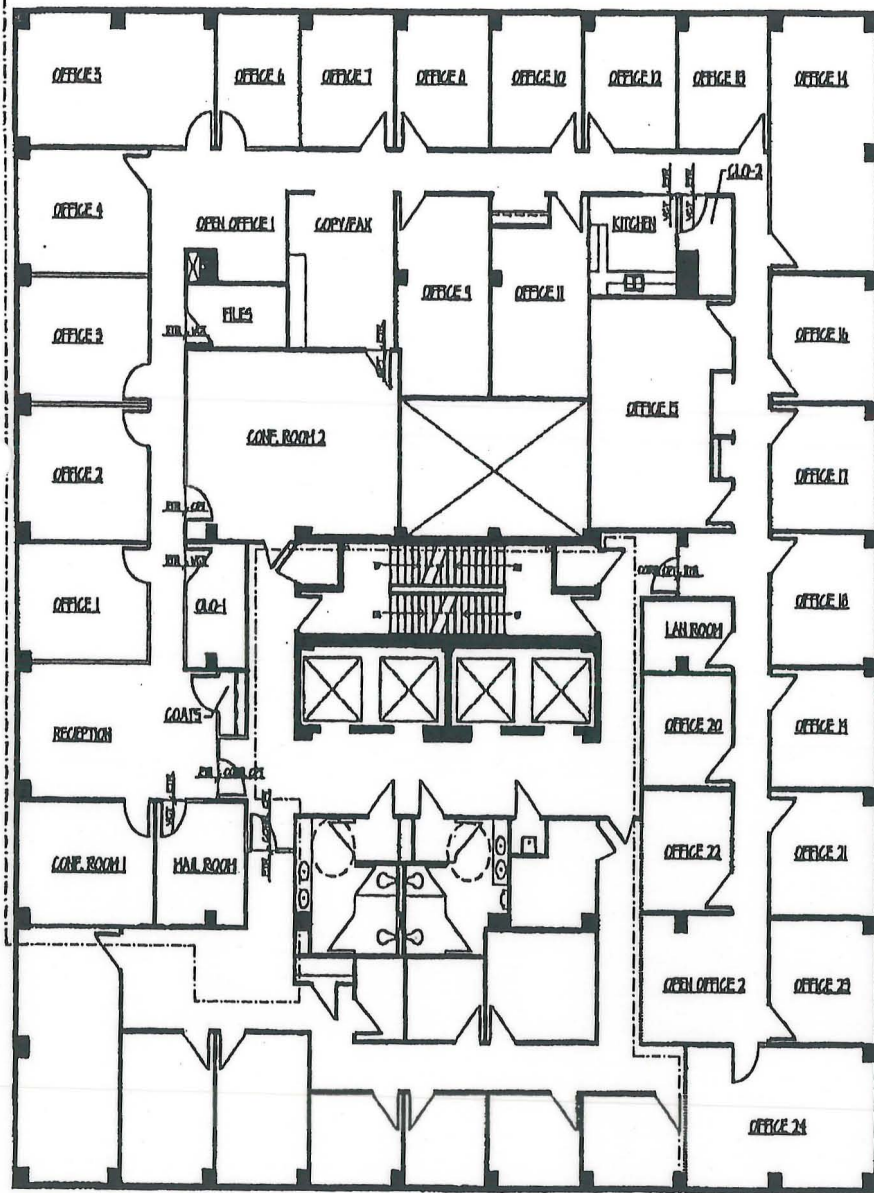 OFFICE 5
OFFICE 6
OFFICE 7
OFFICE 8
OFFICE 10
OFFICE 12
OFFICE 13
OFFICE 14
CLO-2
OFFICE 4
OPEN OFFICE 1
COPY/FAX
KITCHEN
OFFICE 9
OFFICE 11
FILES
OFFICE 3
OFFICE 16
OFFICE 15
CONF. ROOM 2
OFFICE 2
OFFICE 17
OFFICE 1
CLO-1
OFFICE 18
LAN ROOM
COATS
RECEPTION
OFFICE 20
OFFICE 19
CONF. ROOM 1
MAIL ROOM
OFFICE 22
OFFICE 21
OPEN OFFICE 2
OFFICE 23
OFFICE 24